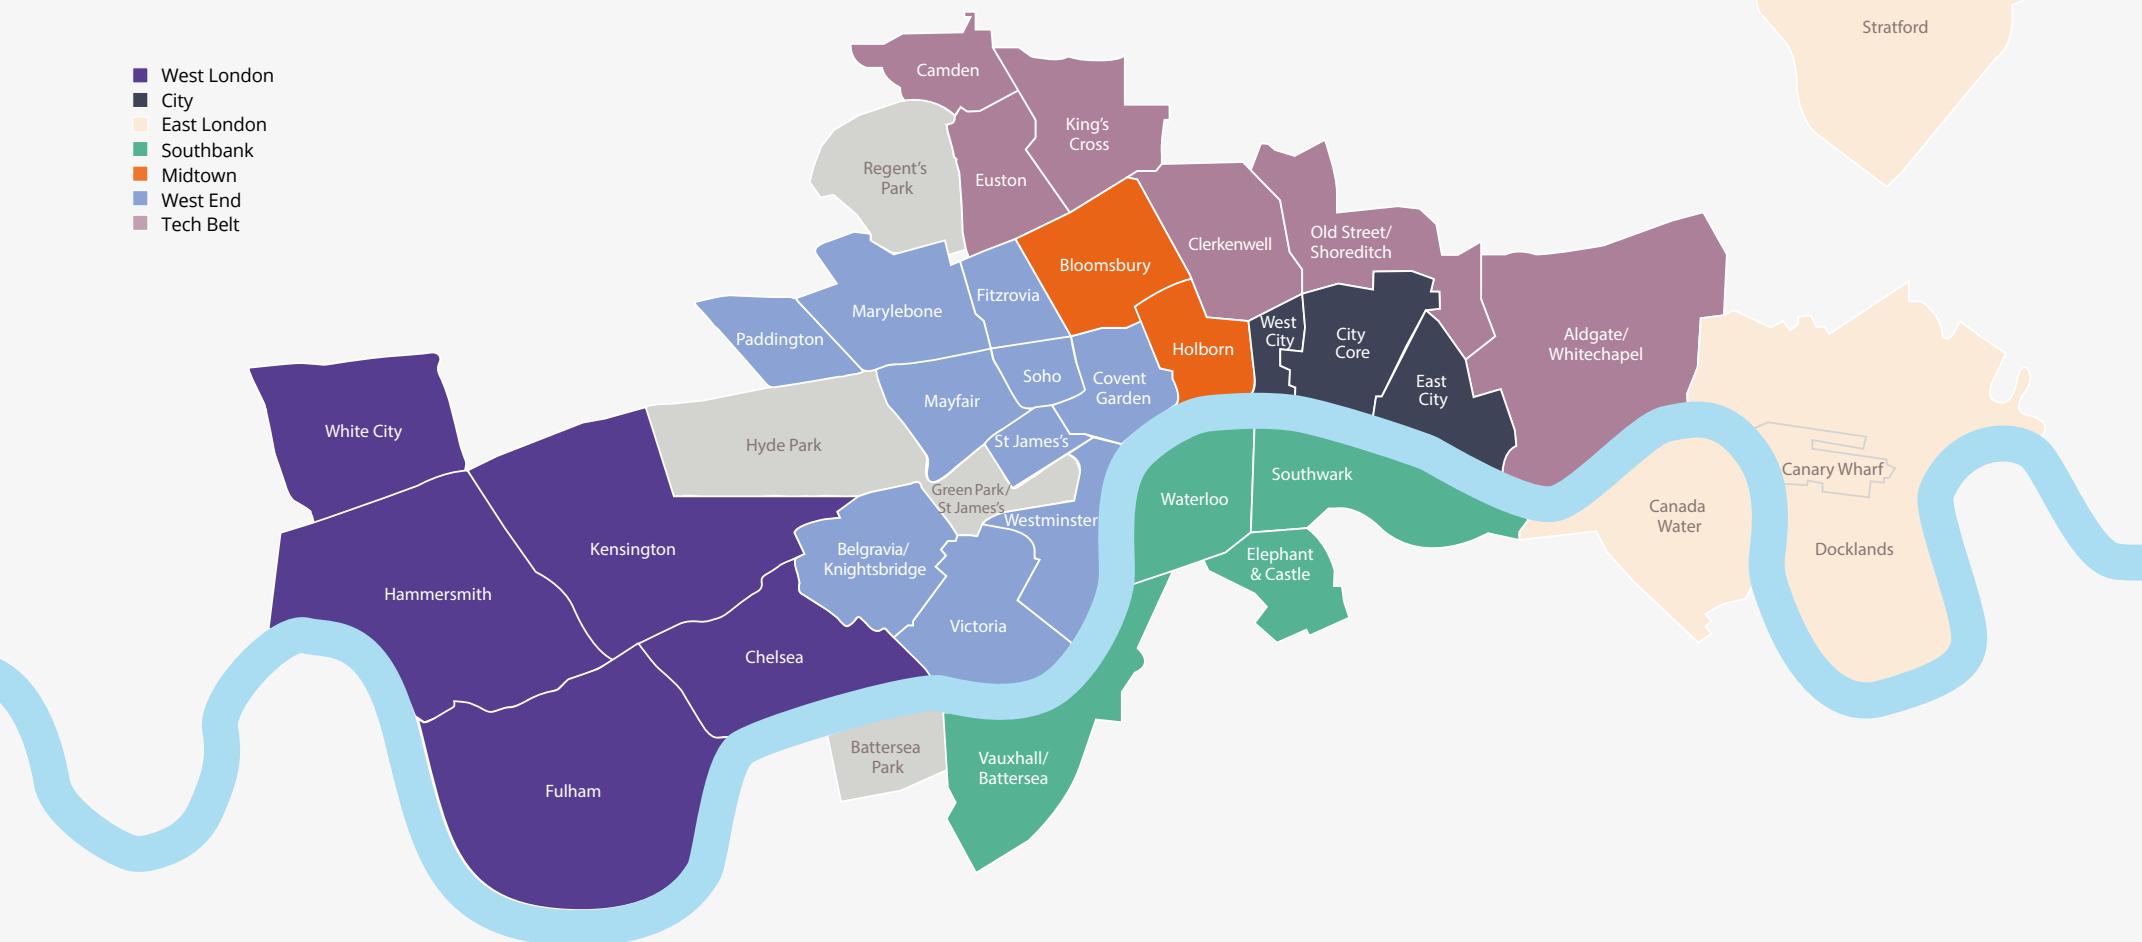 West London
City
East London
Southbank
Midtown
West End
Tech Belt
Stratford
Camden
King's
Cross
Regent's
Park
Euston
Clerkenwell
Old Street/
Shoreditch
Bloomsbury
Fitzrovia
Marylebone
Paddington
West
City
City
Core
Holborn
Aldgate/
Whitechapel
Soho
Covent
Garden
East
City
Mayfair
White City
Hyde Park
St James's
Green Park/
St James's
Westminster
Waterloo
Southwark
Canary Wharf
Canada
Water
Docklands
Kensington
Belgravia/
Knightsbridge
Elephant
& Castle
Hammersmith
Victoria
Chelsea
Battersea
Park
Vauxhall/
Battersea
Fulham